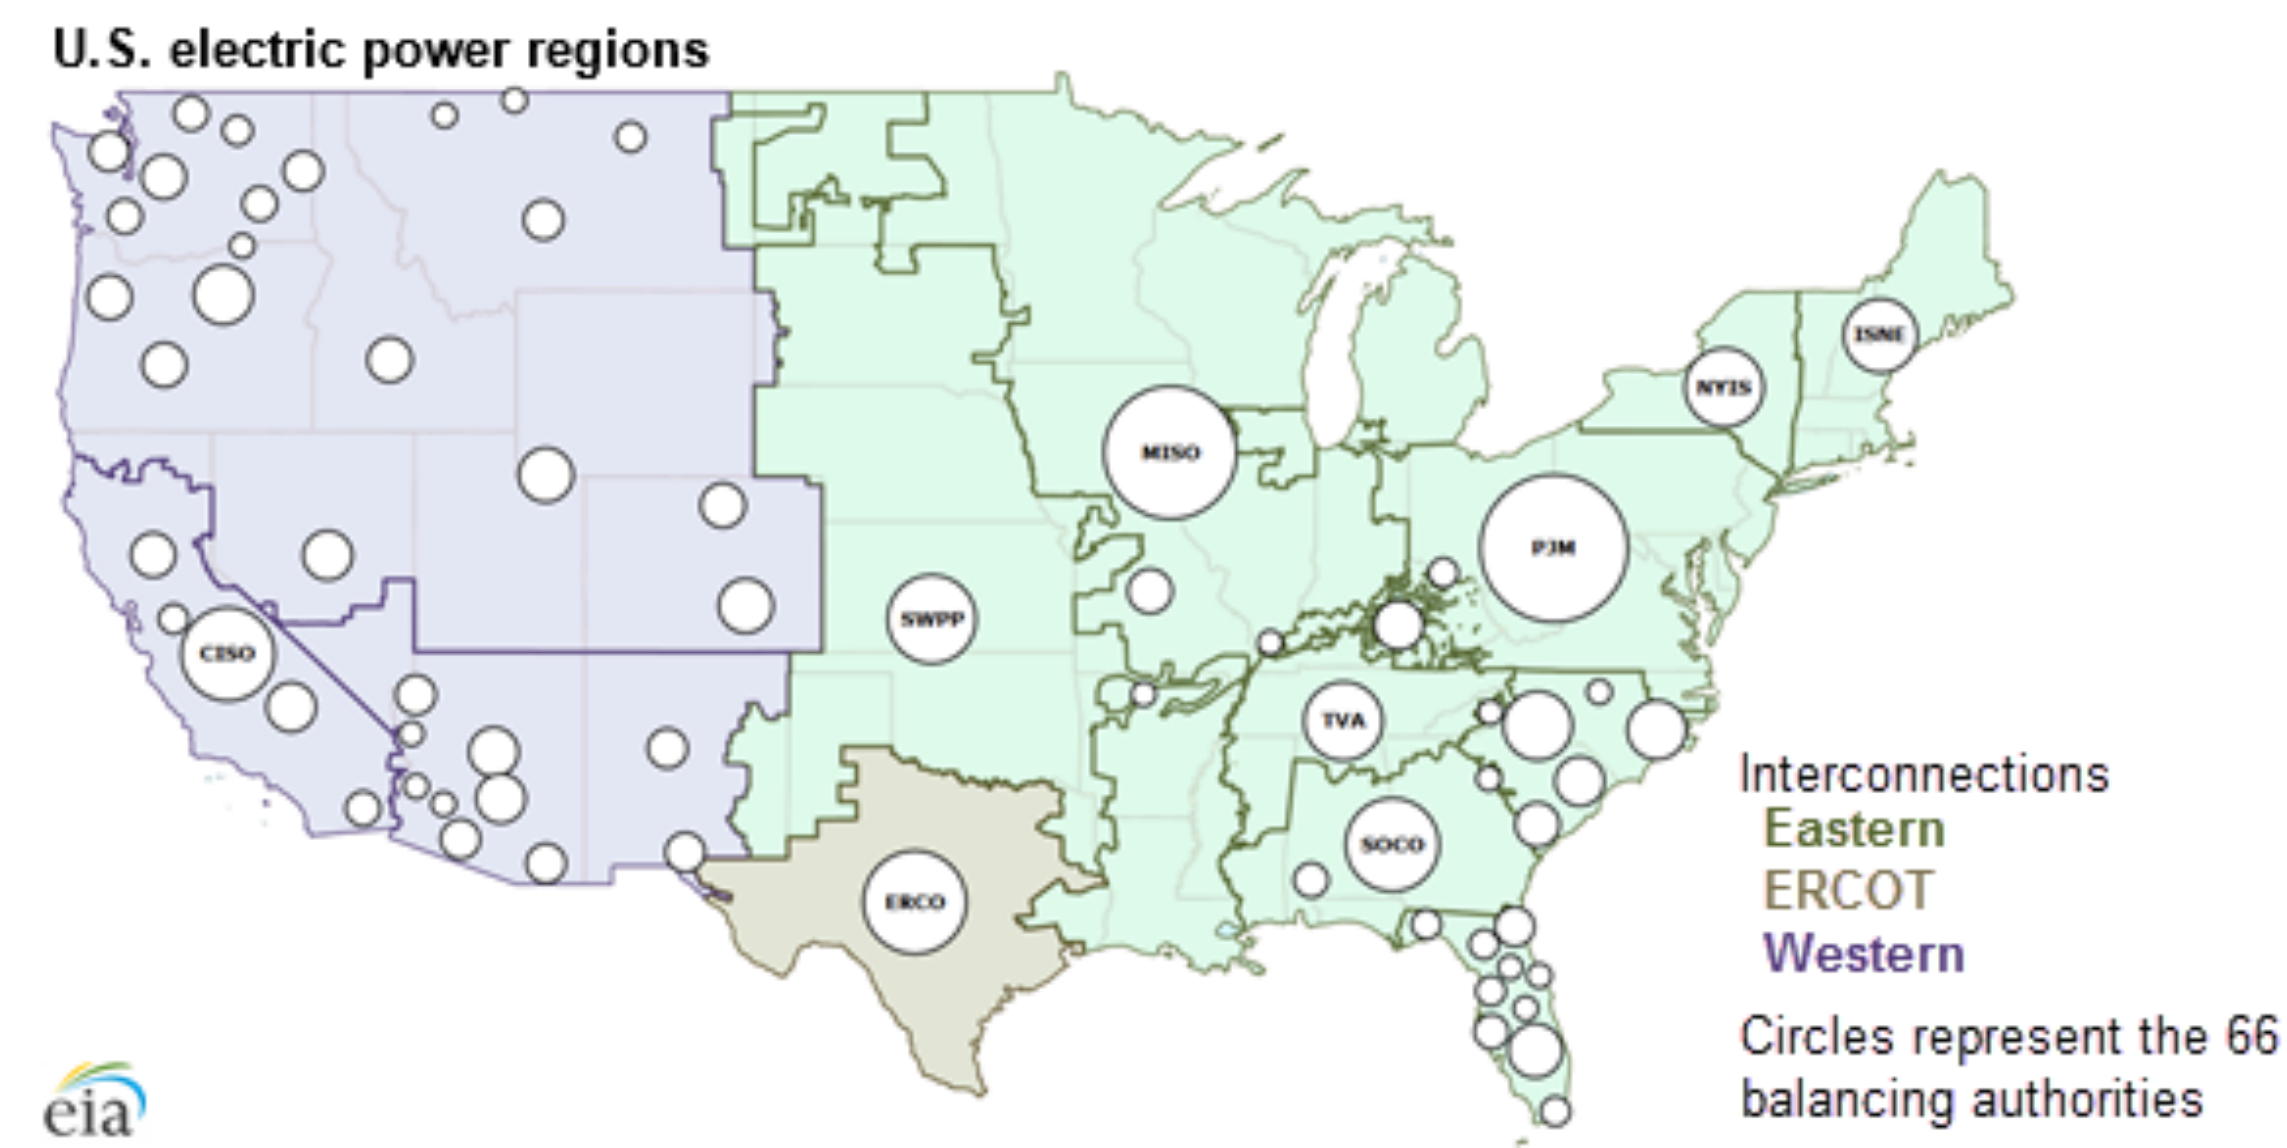 U.S. electric power regions
ISNE
NYIS
MISO
PJM
SWPP
CISO
TVA
SOCO
ERCO
Interconnections
Eastern
ERCOT
Western
Circles represent the 66
balancing authorities
eia